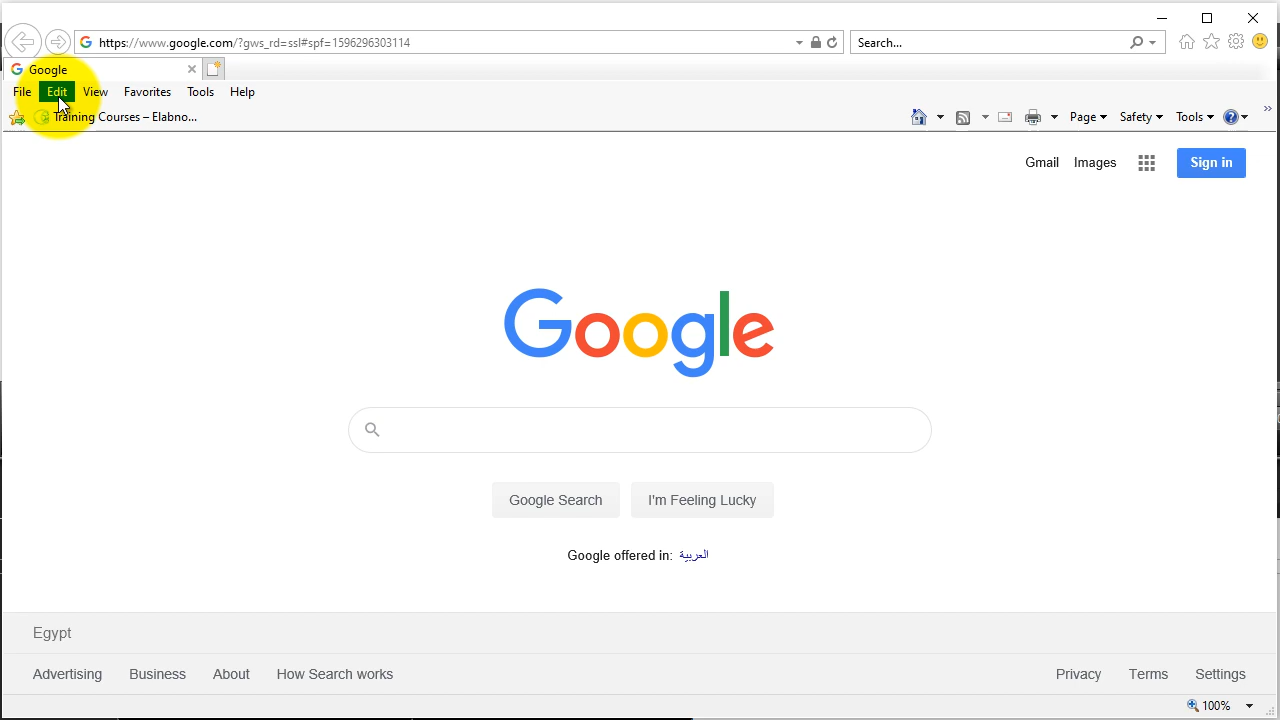 https://www.google.com/?gws_rd=ssl#spf=1596296303114
Search...
Google
File Edit View Favorites Tools Help
Training Courses – Elabno...
Page Safety Tools
Gmail Images Sign in
Google
Google Search I'm Feeling Lucky
Google offered in: العربية
Egypt
Advertising Business About How Search works Privacy Terms Settings
100%